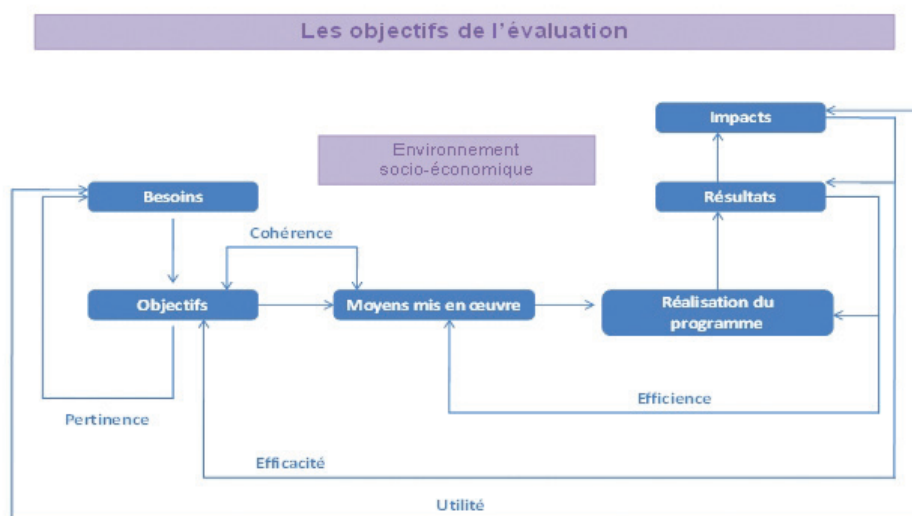 Les objectifs de l'évaluation
Impacts
Environnement
socio-économique
Besoins
Résultats
Cohérence
Objectifs
Moyens mis en œuvre
Réalisation du
programme
Efficience
Pertinence
Efficacité
Utilité